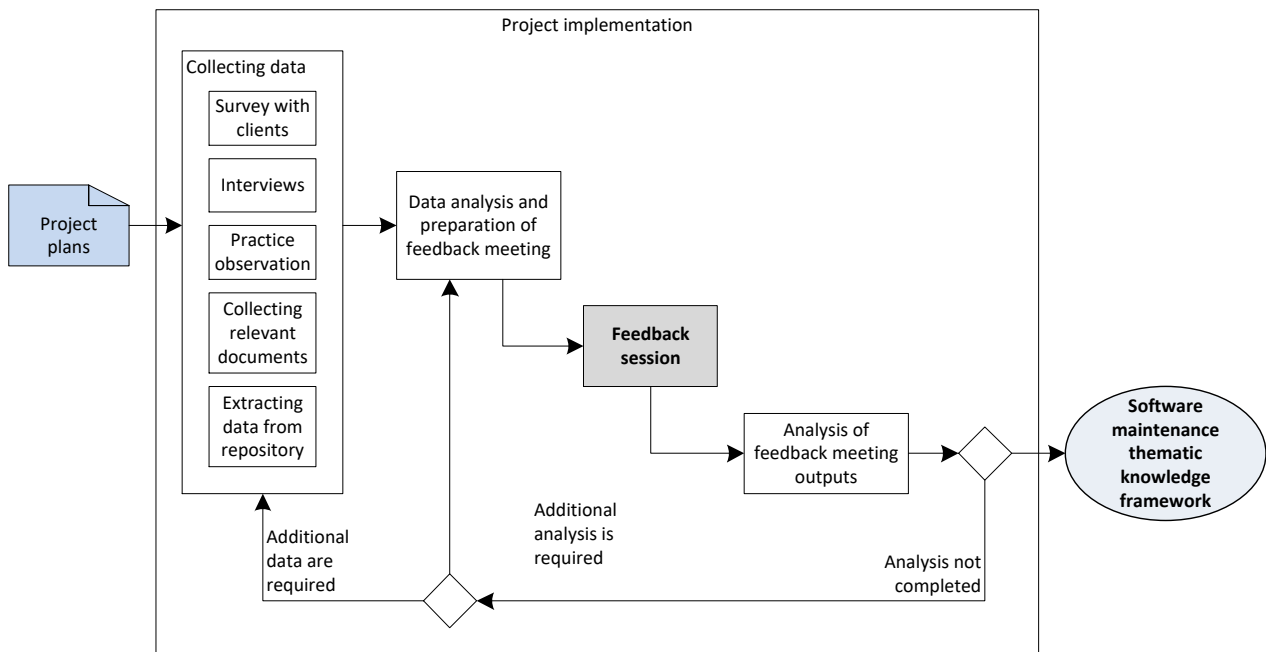 Project implementation
Collecting data
Survey with
clients
Interviews
Practice
observation
Collecting
relevant
documents
Extracting
data from
repository
Project
plans
Data analysis and
preparation of
feedback meeting
Feedback
session
Analysis of
feedback meeting
outputs
Software
maintenance
thematic
knowledge
framework
Additional
data are
required
Additional
analysis is
required
Analysis not
completed